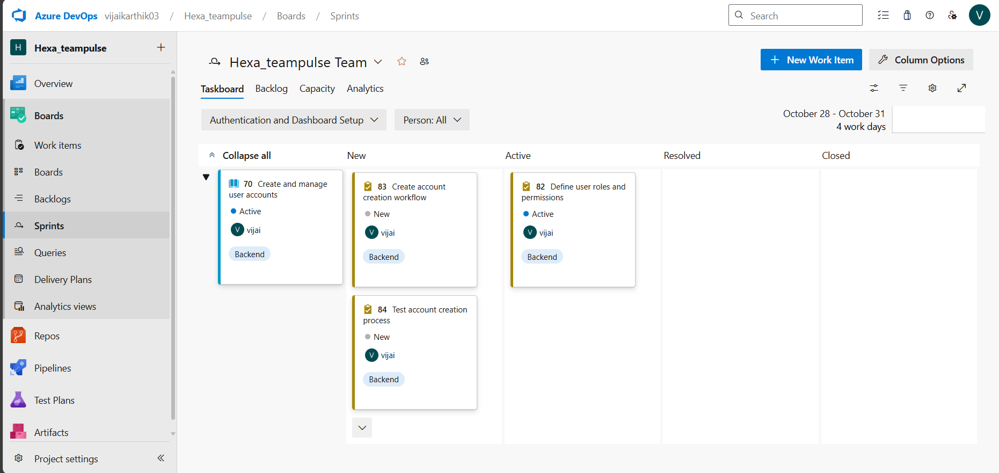 Azure DevOps vijaikarthik03 / Hexa_teampulse / Boards / Sprints
Search
V
H Hexa_teampulse
Overview
Boards
Work items
Boards
Backlogs
Sprints
Queries
Delivery Plans
Analytics views
Repos
Pipelines
Test Plans
Artifacts
Project settings
Hexa_teampulse Team
New Work Item
Column Options
Taskboard Backlog Capacity Analytics
Authentication and Dashboard Setup
Person: All
October 28 - October 31
4 work days
Collapse all New Active Resolved Closed
70 Create and manage
user accounts
Active
V vijai
Backend
83 Create account
creation workflow
New
V vijai
Backend
84 Test account creation
process
New
V vijai
Backend
82 Define user roles and
permissions
Active
V vijai
Backend